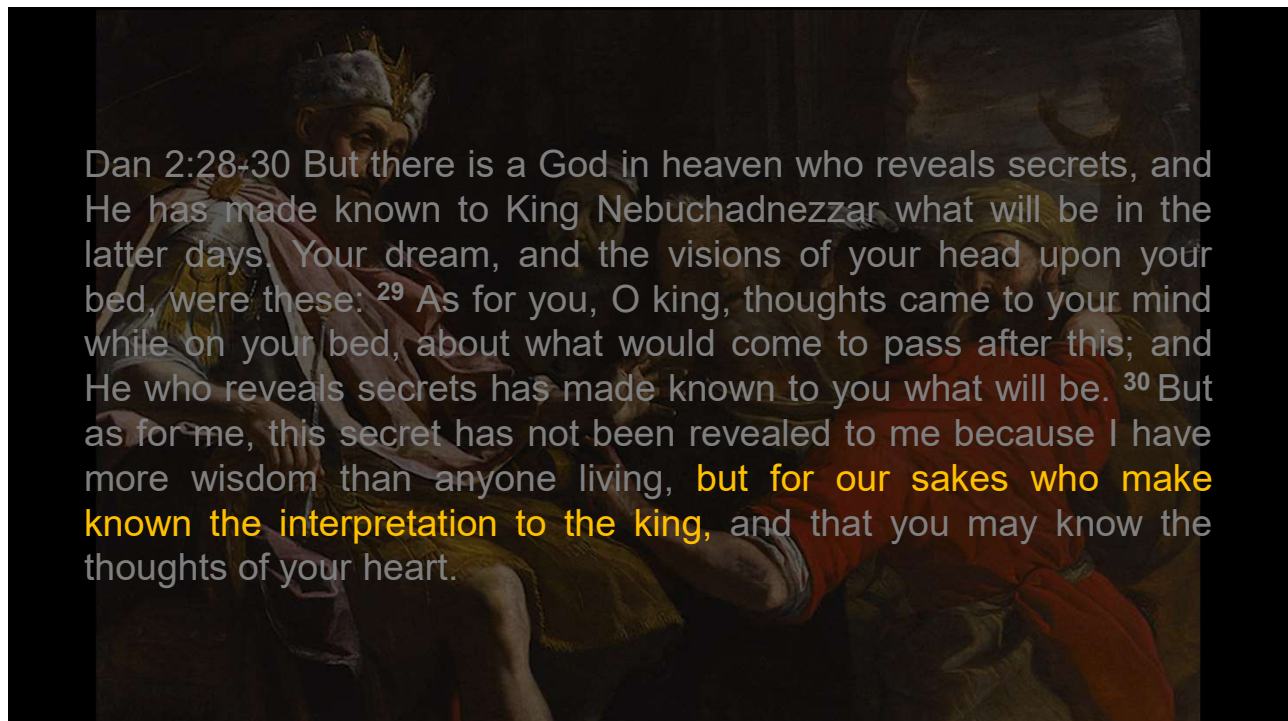 Dan 2:28-30 But there is a God in heaven who reveals secrets, and
He has made known to King Nebuchadnezzar what will be in the
latter days. Your dream, and the visions of your head upon your
bed, were these: 29 As for you, O king, thoughts came to your mind
while on your bed, about what would come to pass after this; and
He who reveals secrets has made known to you what will be. 30 But
as for me, this secret has not been revealed to me because I have
more wisdom than anyone living, but for our sakes who make
known the interpretation to the king, and that you may know the
thoughts of your heart.